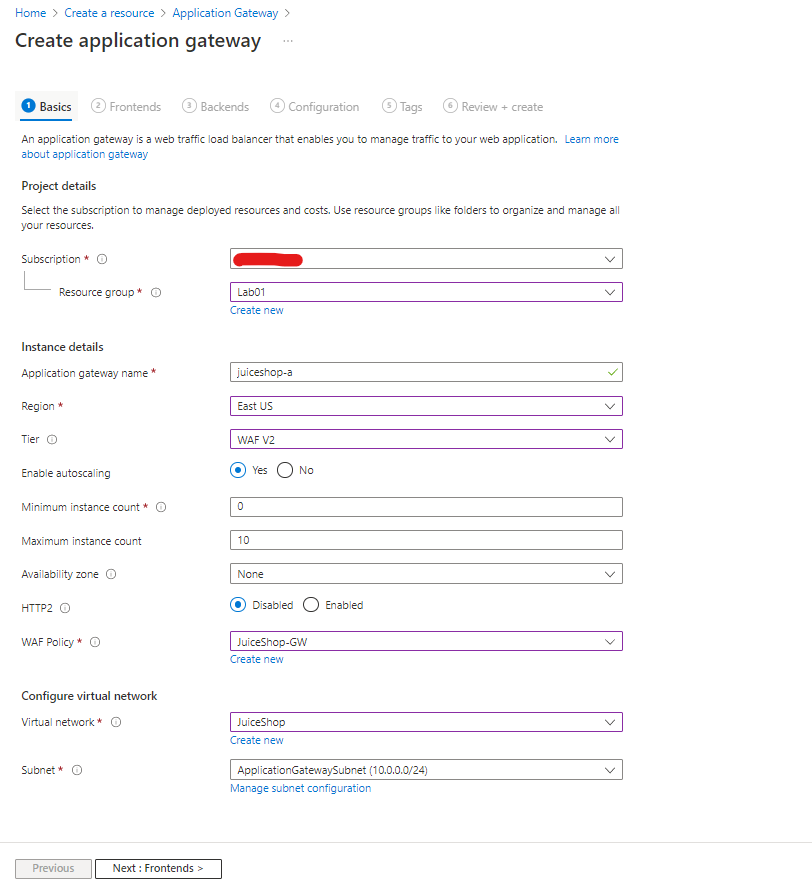 Home > Create a resource > Application Gateway >
Create application gateway ...
1 Basics 2 Frontends 3 Backends 4 Configuration 5 Tags 6 Review + create
An application gateway is a web traffic load balancer that enables you to manage traffic to your web application. Learn more
about application gateway
Project details
Select the subscription to manage deployed resources and costs. Use resource groups like folders to organize and manage all
your resources.
Subscription *
Resource group * Lab01
Create new
Instance details
Application gateway name * juiceshop-a
Region * East US
Tier WAF V2
Enable autoscaling Yes No
Minimum instance count * 0
Maximum instance count 10
Availability zone None
HTTP2 Disabled Enabled
WAF Policy * JuiceShop-GW
Create new
Configure virtual network
Virtual network * JuiceShop
Create new
Subnet * ApplicationGatewaySubnet (10.0.0.0/24)
Manage subnet configuration
Previous Next : Frontends >